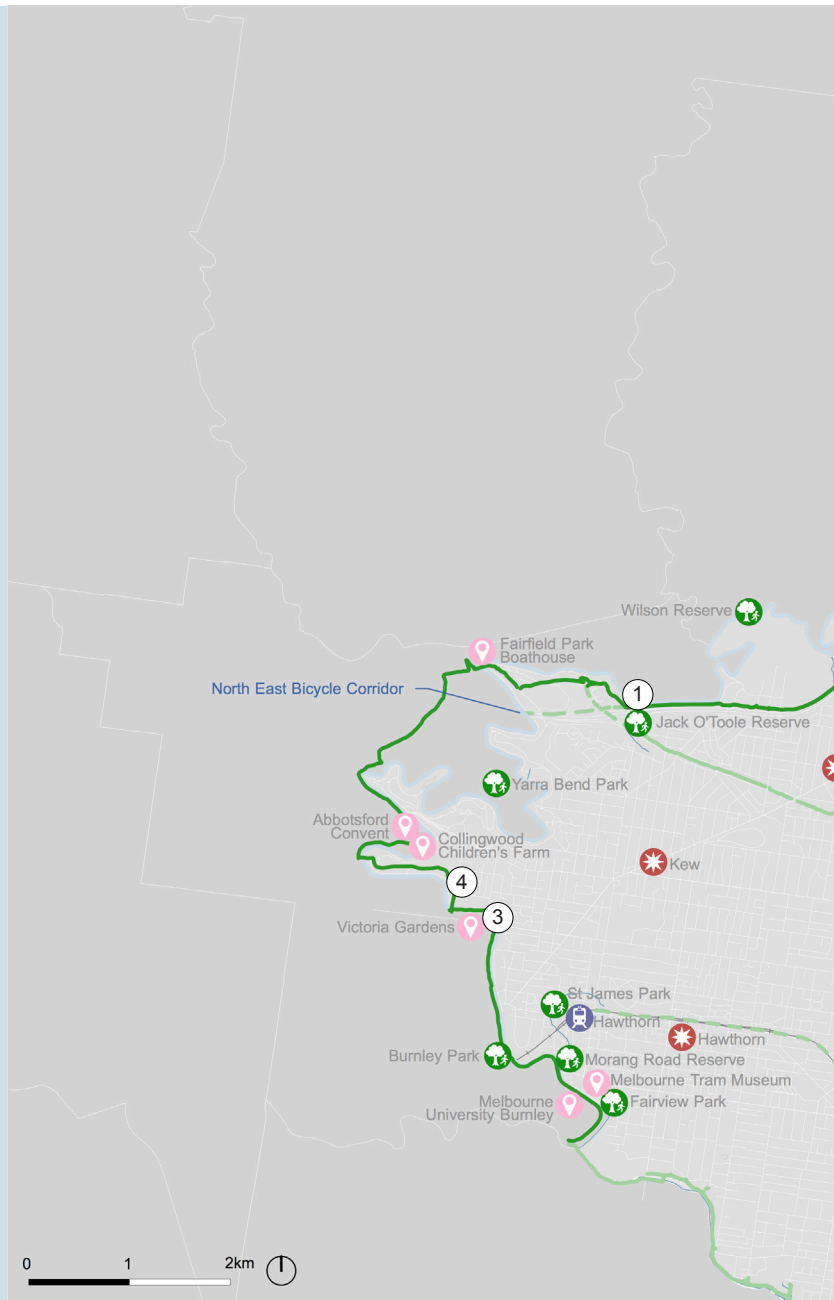 Wilson Reserve
Fairfield Park
Boathouse
North East Bicycle Corridor
1
Jack O'Toole Reserve
Yarra Bend Park
Abbotsford
Convent
Collingwood
Children's Farm
Kew
4
3
Victoria Gardens
St James Park
Hawthorn
Hawthorn
Burnley Park
Morang Road Reserve
Melbourne Tram Museum
Melbourne
University Burnley
Fairview Park
0 1 2km